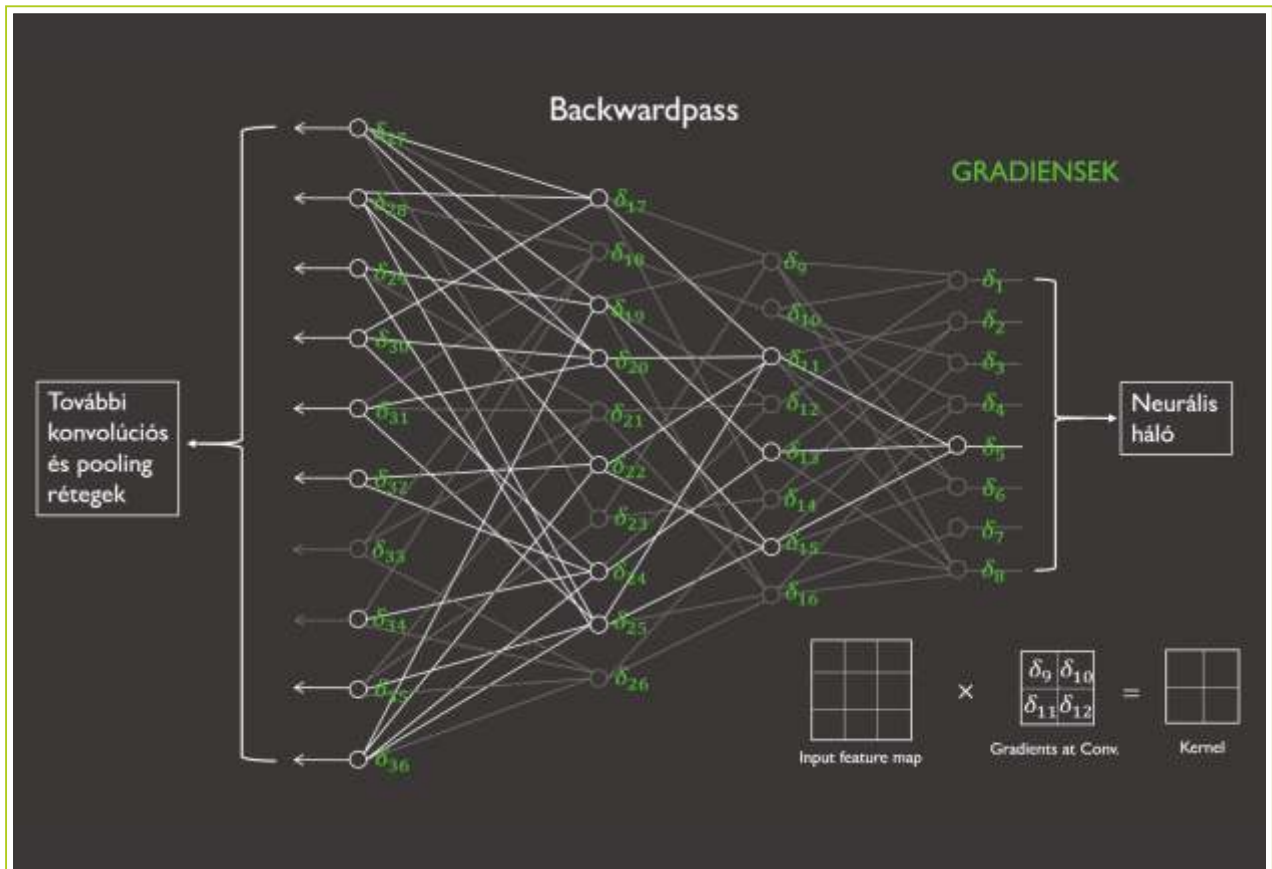 Backwardpass
GRADIENSEK
δ27
δ28
δ29
δ30
δ31
δ32
δ33
δ34
δ35
δ36
δ17
δ18
δ19
δ20
δ21
δ22
δ23
δ24
δ25
δ26
δ9
δ10
δ11
δ12
δ13
δ14
δ15
δ16
δ1
δ2
δ3
δ4
δ5
δ6
δ7
δ8
További
konvolúciós
és pooling
rétegek
Neurális
háló
× δ9 δ10 =
δ11 δ12
Input feature map
Gradients at Conv.
Kernel